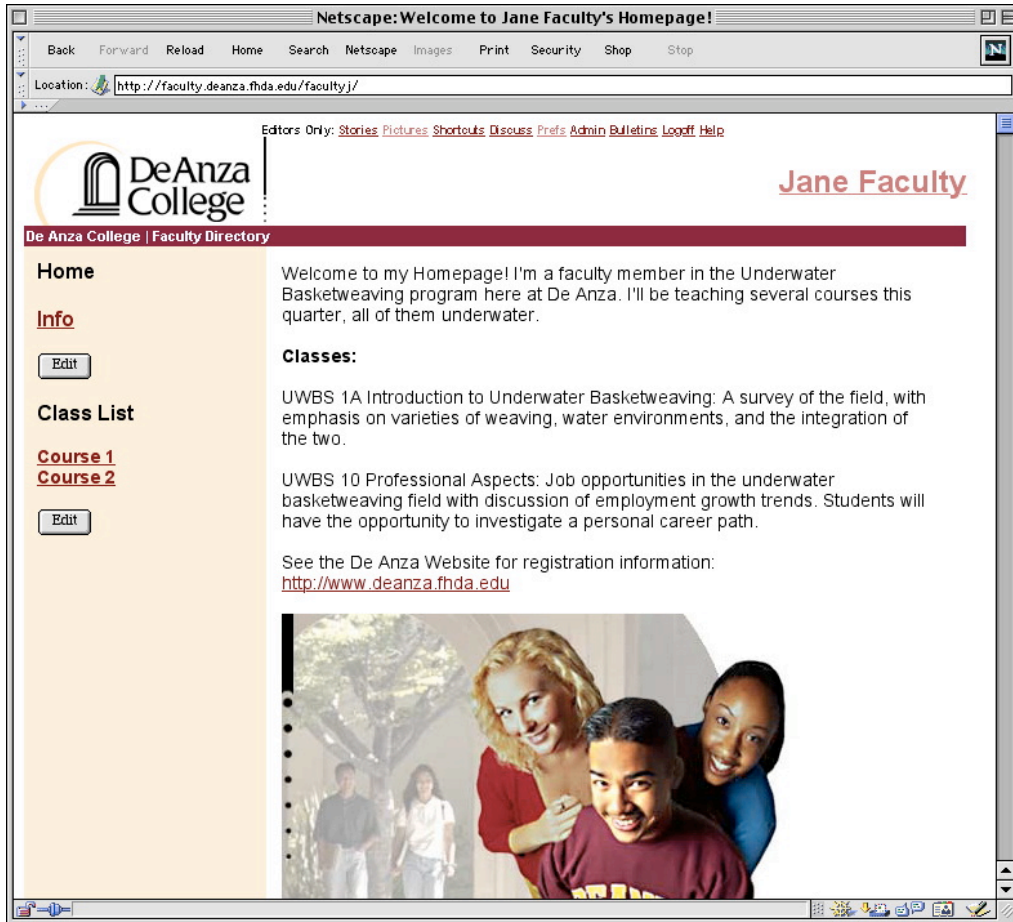 Netscape: Welcome to Jane Faculty's Homepage!
Back Forward Reload Home Search Netscape Images Print Security Shop Stop
N
Location: http://faculty.deanza.fhda.edu/facultyj/
Editors Only: Stories Pictures Shortcuts Discuss Prefs Admin Bulletins Logoff Help
De Anza
College
Jane Faculty
De Anza College | Faculty Directory
Home
Info
Edit
Class List
Course 1
Course 2
Edit
Welcome to my Homepage! I'm a faculty member in the Underwater
Basketweaving program here at De Anza. I'll be teaching several courses this
quarter, all of them underwater.
Classes:
UWBS 1A Introduction to Underwater Basketweaving: A survey of the field, with
emphasis on varieties of weaving, water environments, and the integration of
the two.
UWBS 10 Professional Aspects: Job opportunities in the underwater
basketweaving field with discussion of employment growth trends. Students will
have the opportunity to investigate a personal career path.
See the De Anza Website for registration information:
http://www.deanza.fhda.edu